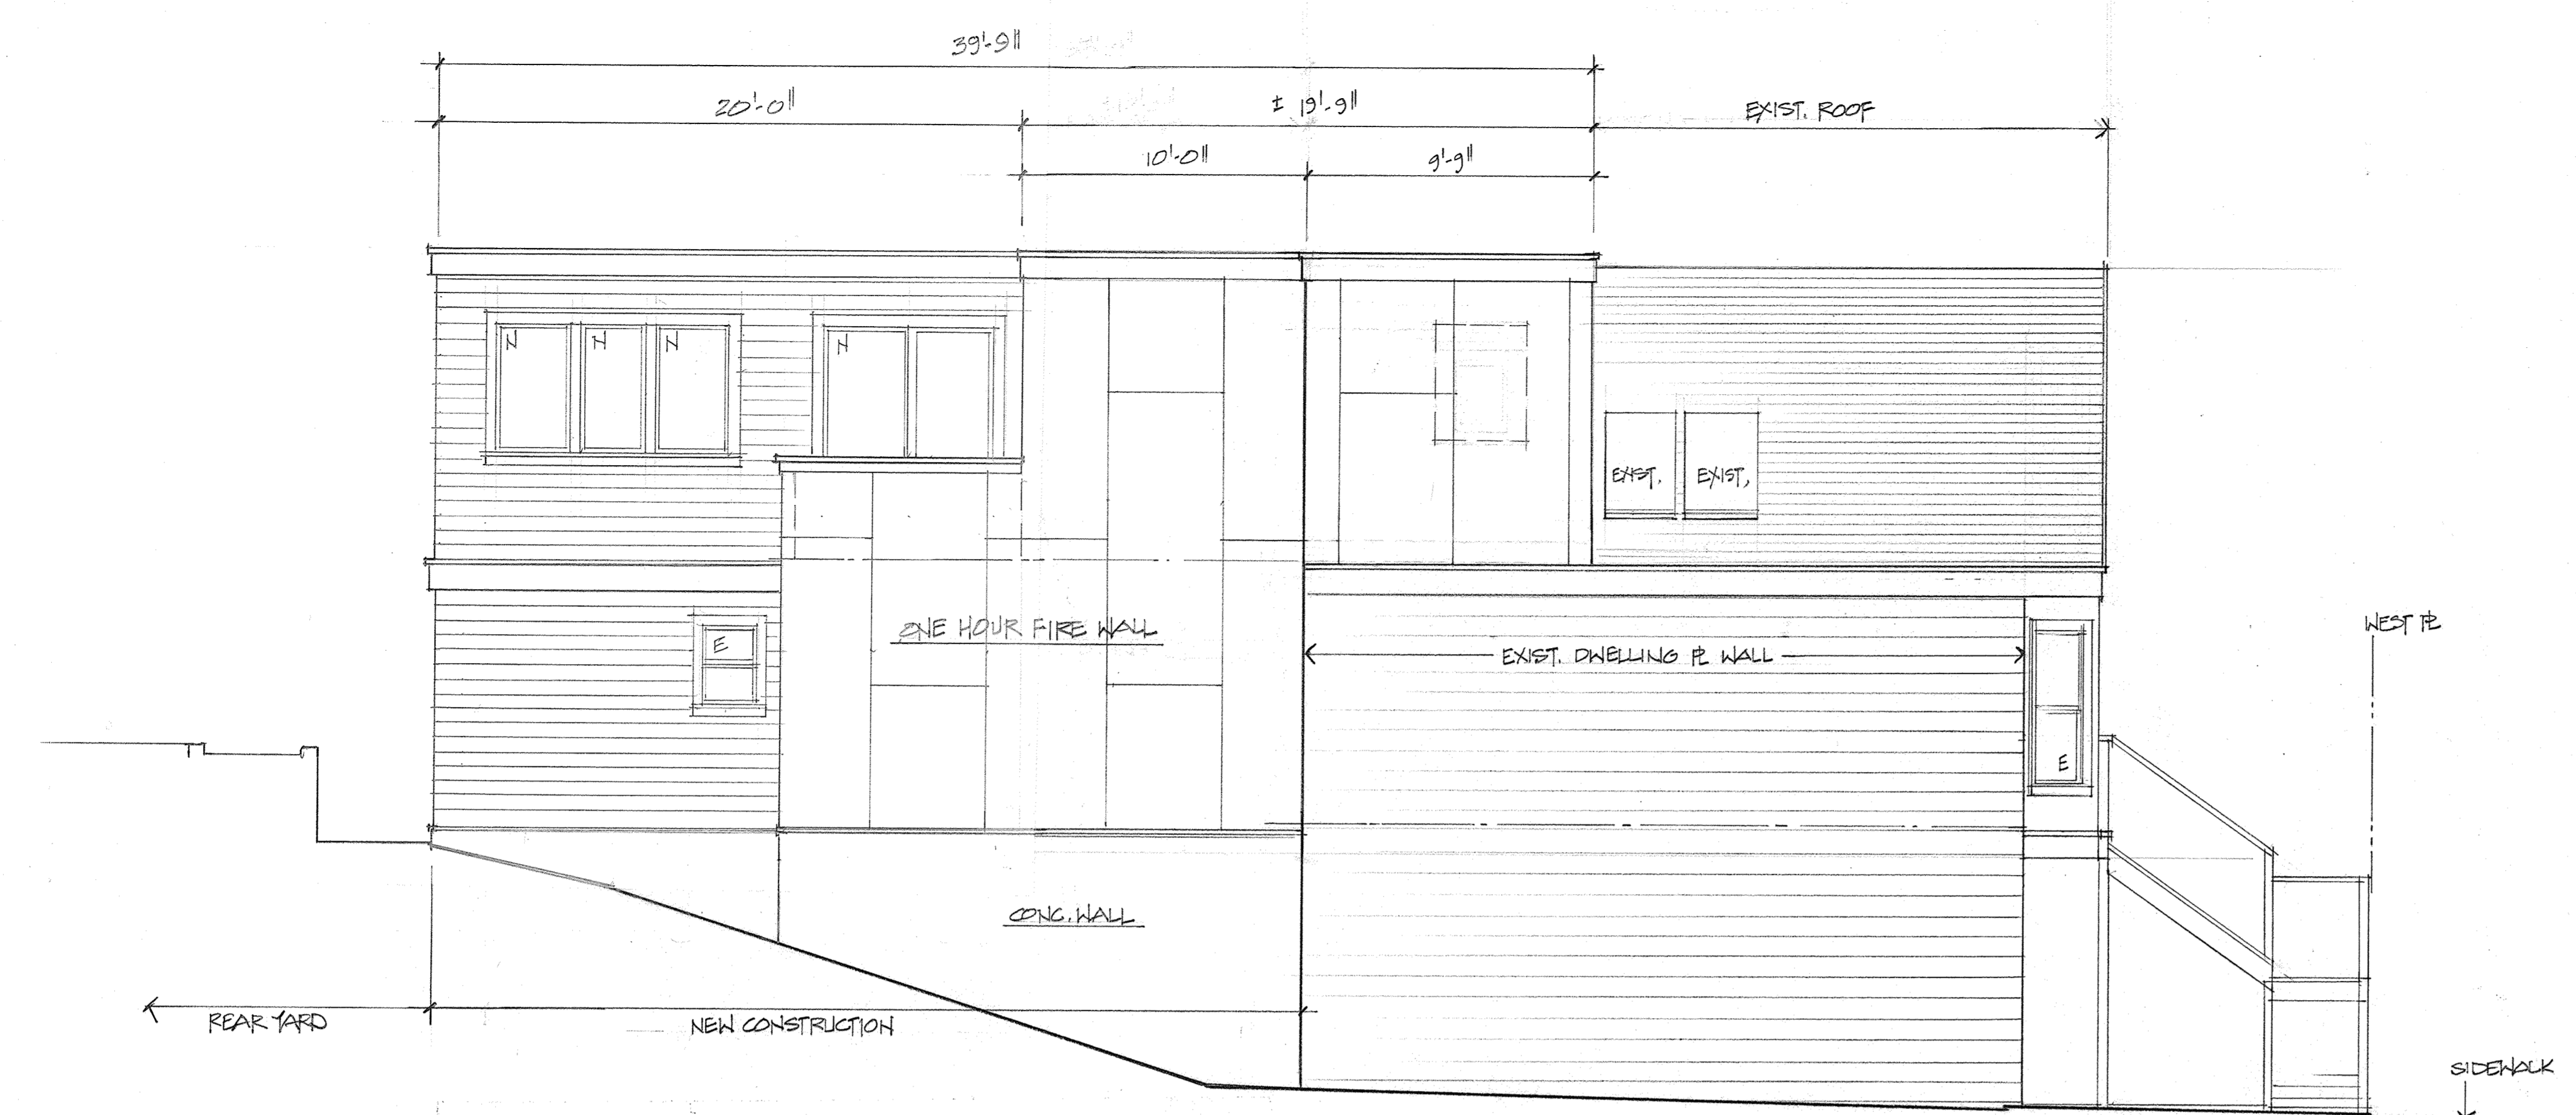 39'-9"
20'-0"
± 19'-9"
EXIST. ROOF
10'-0"
9'-9"
N N N N
EXIST. EXIST.
ONE HOUR FIRE WALL
WEST PL
E
EXIST. DWELLING PL WALL
E
CONC. WALL
REAR YARD
NEW CONSTRUCTION
SIDEWALK